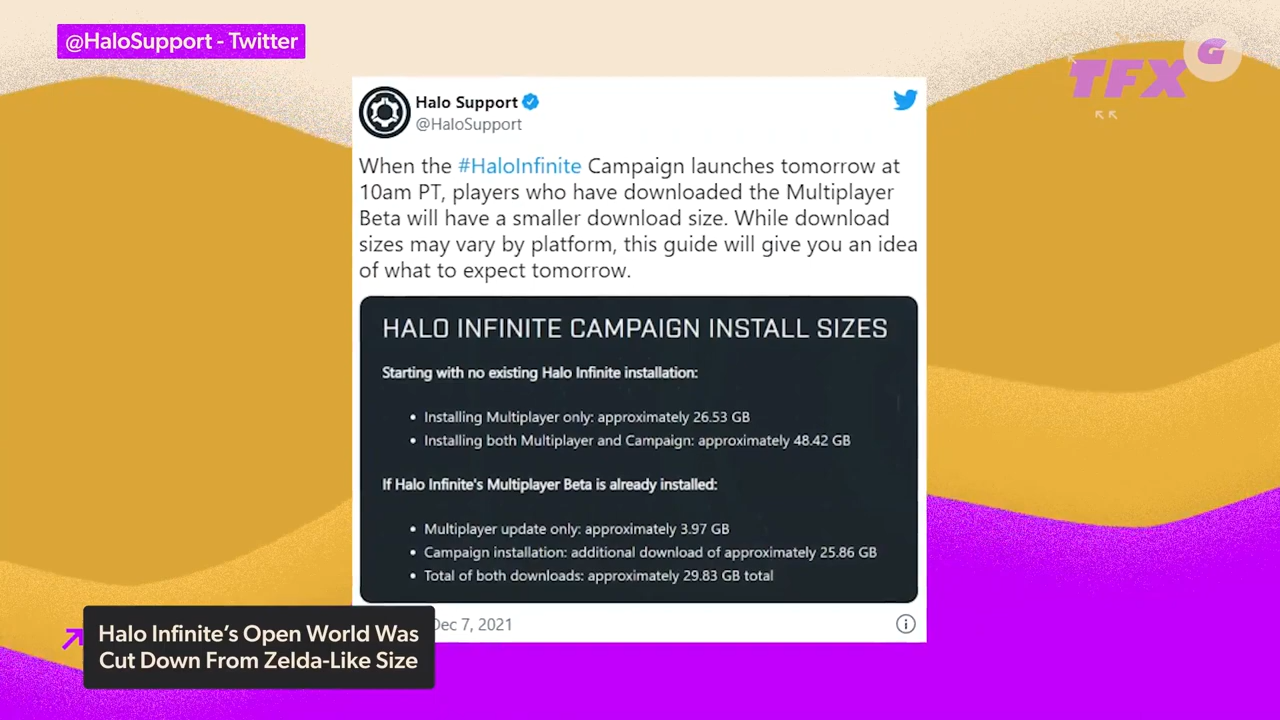 @HaloSupport - Twitter
TFX
G
Halo Support
@HaloSupport
When the #HaloInfinite Campaign launches tomorrow at
10am PT, players who have downloaded the Multiplayer
Beta will have a smaller download size. While download
sizes may vary by platform, this guide will give you an idea
of what to expect tomorrow.
HALO INFINITE CAMPAIGN INSTALL SIZES
Starting with no existing Halo Infinite installation:
• Installing Multiplayer only: approximately 26.53 GB
• Installing both Multiplayer and Campaign: approximately 48.42 GB
If Halo Infinite's Multiplayer Beta is already installed:
• Multiplayer update only: approximately 3.97 GB
• Campaign installation: additional download of approximately 25.86 GB
• Total of both downloads: approximately 29.83 GB total
Dec 7, 2021
Halo Infinite’s Open World Was
Cut Down From Zelda-Like Size